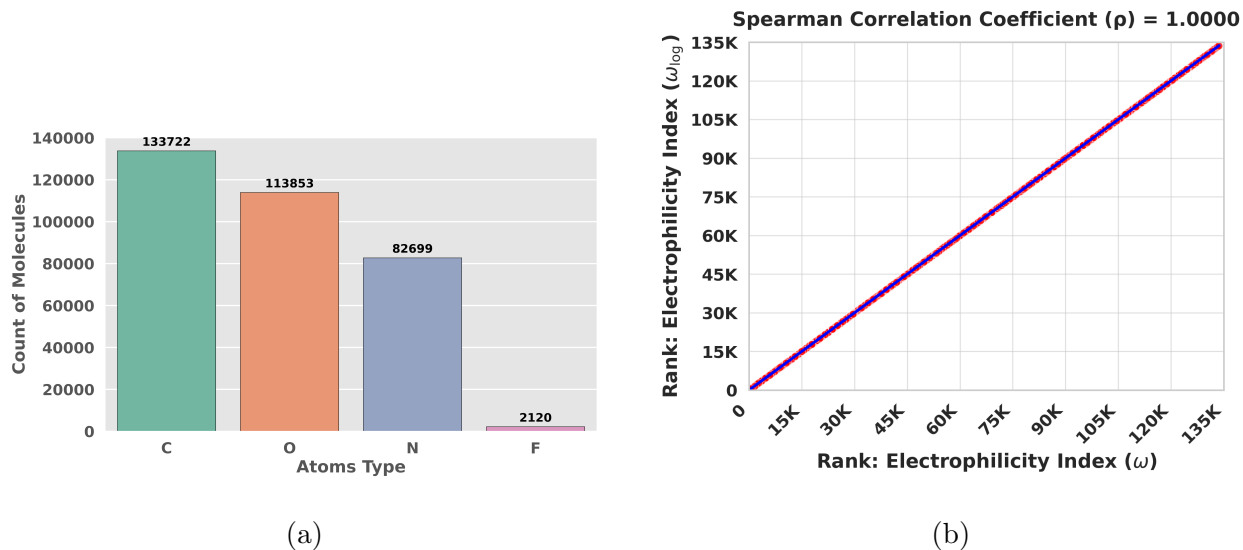 140000
120000
100000
80000
60000
40000
20000
0
Count of Molecules
133722
113853
82699
2120
C O N F
Atoms Type
(a)
Spearman Correlation Coefficient (ρ) = 1.0000
135K
120K
105K
90K
75K
60K
45K
30K
15K
0
Rank: Electrophilicity Index (ω_log)
0 15K 30K 45K 60K 75K 90K 105K 120K 135K
Rank: Electrophilicity Index (ω)
(b)